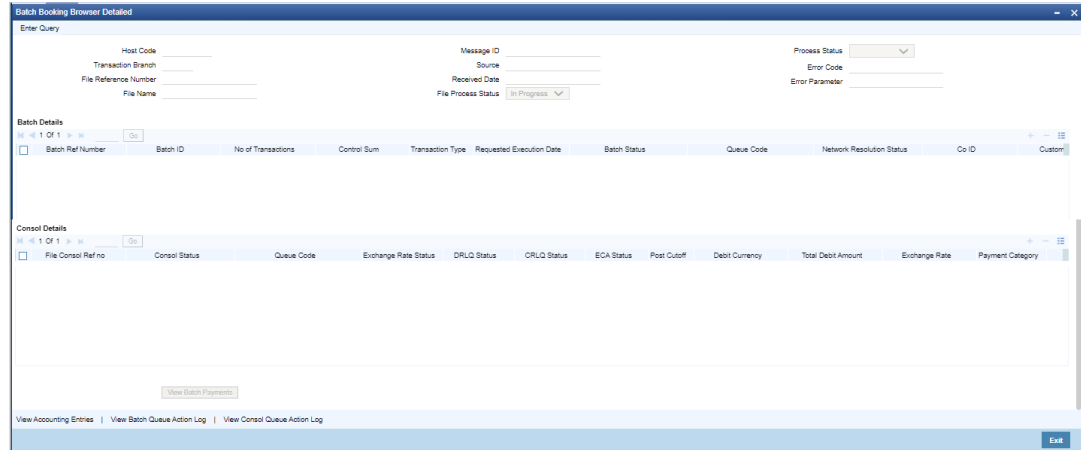 Batch Booking Browser Detailed
Enter Query
Host Code
Message ID
Process Status
Transaction Branch
Source
Error Code
File Reference Number
Received Date
Error Parameter
File Name
File Process Status In Progress
Batch Details
1 Of 1 Go
Batch Ref Number Batch ID No of Transactions Control Sum Transaction Type Requested Execution Date Batch Status Queue Code Network Resolution Status Co ID Custom
Consol Details
1 Of 1 Go
File Consol Ref no Consol Status Queue Code Exchange Rate Status DRLQ Status CRLQ Status ECA Status Post Cutoff Debit Currency Total Debit Amount Exchange Rate Payment Category
View Batch Payments
View Accounting Entries | View Batch Queue Action Log | View Consol Queue Action Log
Exit